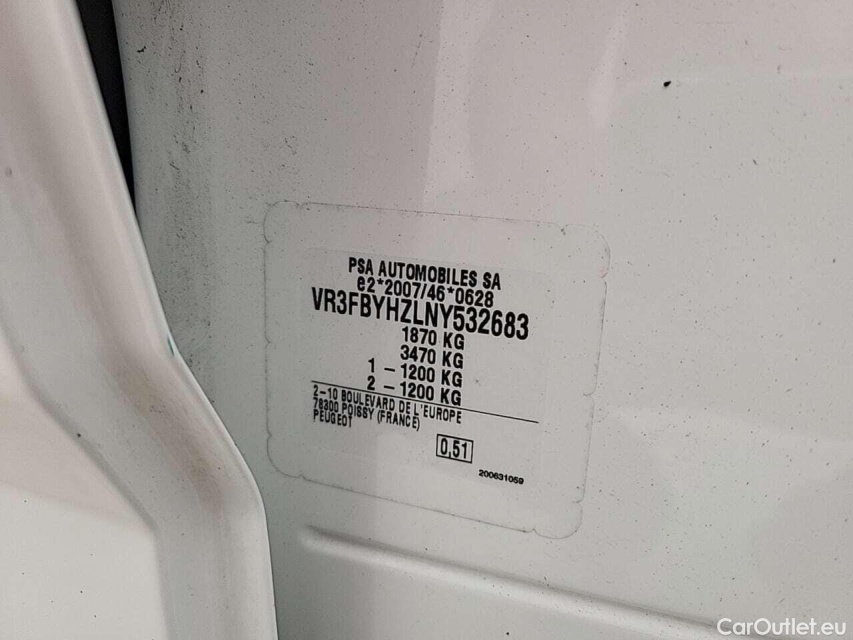 PSA AUTOMOBILES SA
e2*2007/46*0628
VR3FBYHZLNY532683
1870 KG
3470 KG
1 - 1200 KG
2 - 1200 KG
2-10 BOULEVARD DE L'EUROPE
78300 POISSY (FRANCE)
PEUGEOT
0,51
200631059
CarOutlet.eu